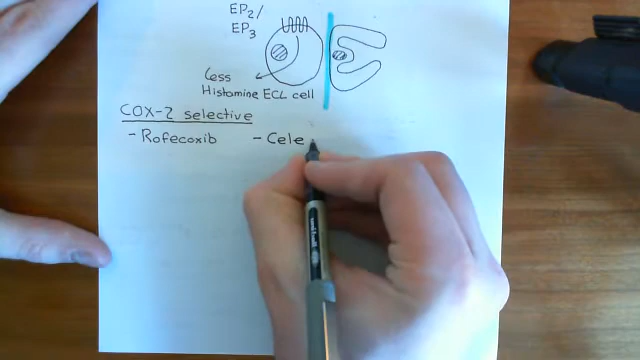 EP2/
EP3
Less
Histamine ECL cell
COX-2 selective
- Rofecoxib - Cele